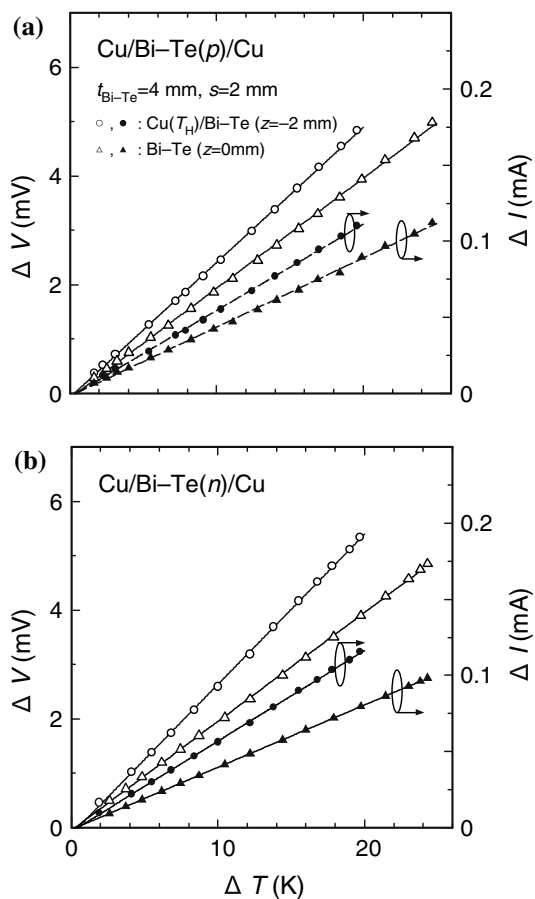 (a)
Cu/Bi–Te(p)/Cu
t_Bi–Te=4 mm, s=2 mm
○ , ● : Cu(T_H)/Bi–Te (z=–2 mm)
△ , ▲ : Bi–Te (z=0mm)
6
4
2
0
Δ V (mV)
0.2
0.1
0
Δ I (mA)
(b)
Cu/Bi–Te(n)/Cu
6
4
2
0
Δ V (mV)
0.2
0.1
0
Δ I (mA)
0
10
20
Δ T (K)